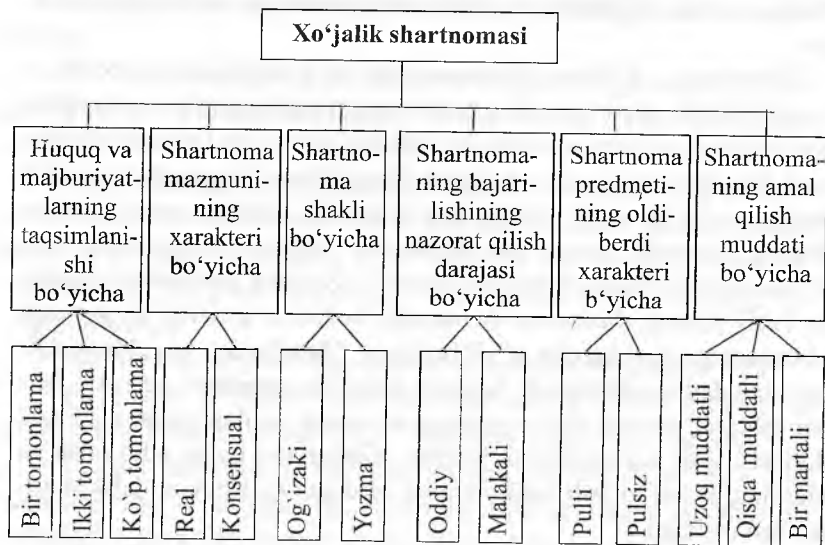 Xo‘jalik shartnomasi
Huquq va
majburiyat-
larning
taqsimlani-
shi
bo‘yicha
Shartnoma
mazmuni-
ning
xarakteri
bo‘yicha
Shartno-
ma
shakli
bo‘yicha
Shartnoma-
ning bajari-
lishining
nazorat qilish
darajasi
bo‘yicha
Shartnoma
predmeti-
ning oldi-
berdi
xarakteri
b‘yicha
Shartnoma-
ning amal
qilish
muddati
bo‘yicha
Bir tomonlama
Ikki tomonlama
Ko`p tomonlama
Real
Konsensual
Og`izaki
Yozma
Oddiy
Malakali
Pulli
Pulsiz
Uzoq muddatli
Qisqa muddatli
Bir martali